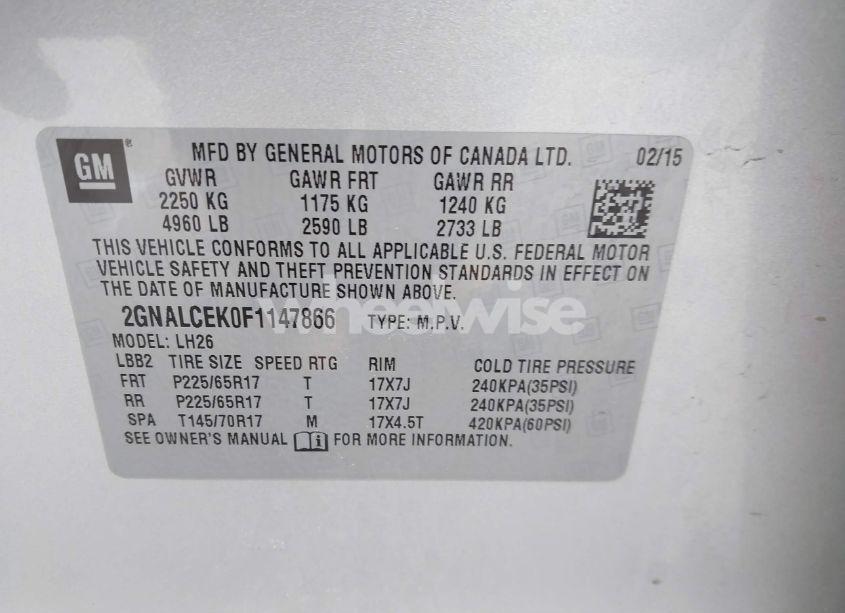 GM ® MFD BY GENERAL MOTORS OF CANADA LTD. 02/15
GVWR GAWR FRT GAWR RR
2250 KG 1175 KG 1240 KG
4960 LB 2590 LB 2733 LB
THIS VEHICLE CONFORMS TO ALL APPLICABLE U.S. FEDERAL MOTOR
VEHICLE SAFETY AND THEFT PREVENTION STANDARDS IN EFFECT ON
THE DATE OF MANUFACTURE SHOWN ABOVE.
wheelwise
2GNALCEK0F1147866 TYPE: M.P.V.
MODEL: LH26
LBB2 TIRE SIZE SPEED RTG RIM COLD TIRE PRESSURE
FRT P225/65R17 T 17X7J 240KPA(35PSI)
RR P225/65R17 T 17X7J 240KPA(35PSI)
SPA T145/70R17 M 17X4.5T 420KPA(60PSI)
SEE OWNER'S MANUAL i FOR MORE INFORMATION.